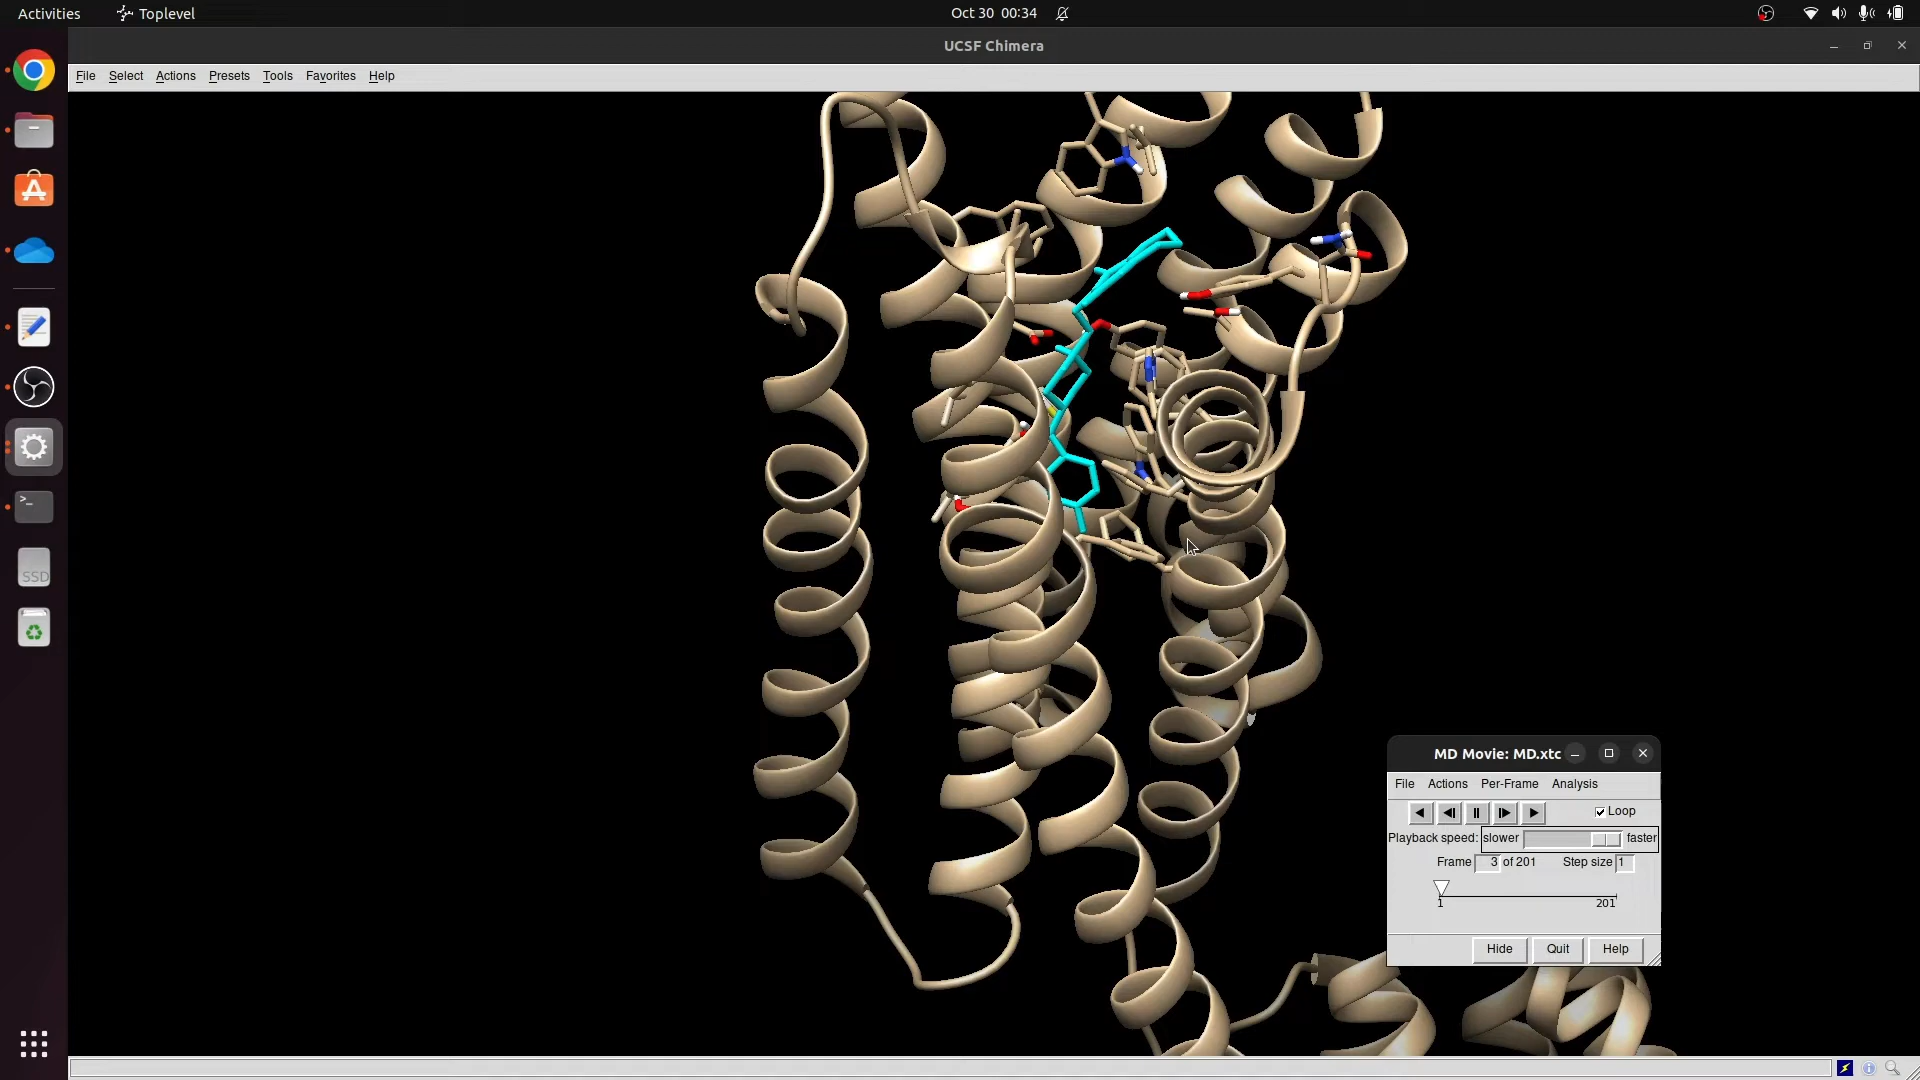 Activities Toplevel Oct 30 00:34
UCSF Chimera
File Select Actions Presets Tools Favorites Help
>_
SSD
MD Movie: MD.xtc
File Actions Per-Frame Analysis
Loop
Playback speed: slower faster
Frame 3 of 201 Step size 1
1 201
Hide Quit Help